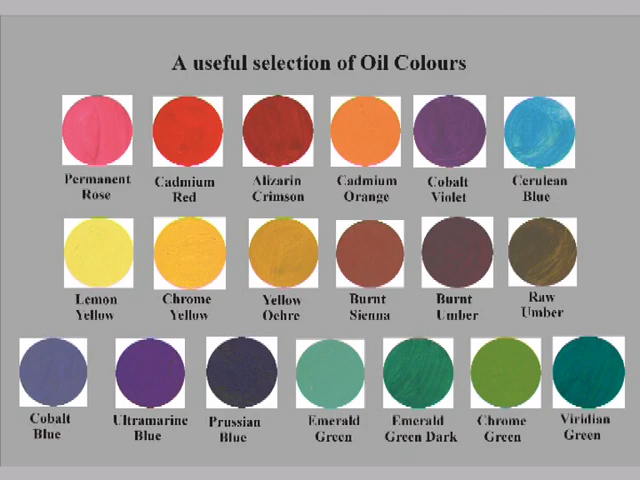 A useful selection of Oil Colours
Permanent Rose
Cadmium Red
Alizarin Crimson
Cadmium Orange
Cobalt Violet
Cerulean Blue
Lemon Yellow
Chrome Yellow
Yellow Ochre
Burnt Sienna
Burnt Umber
Raw Umber
Cobalt Blue
Ultramarine Blue
Prussian Blue
Emerald Green
Emerald Green Dark
Chrome Green
Viridian Green